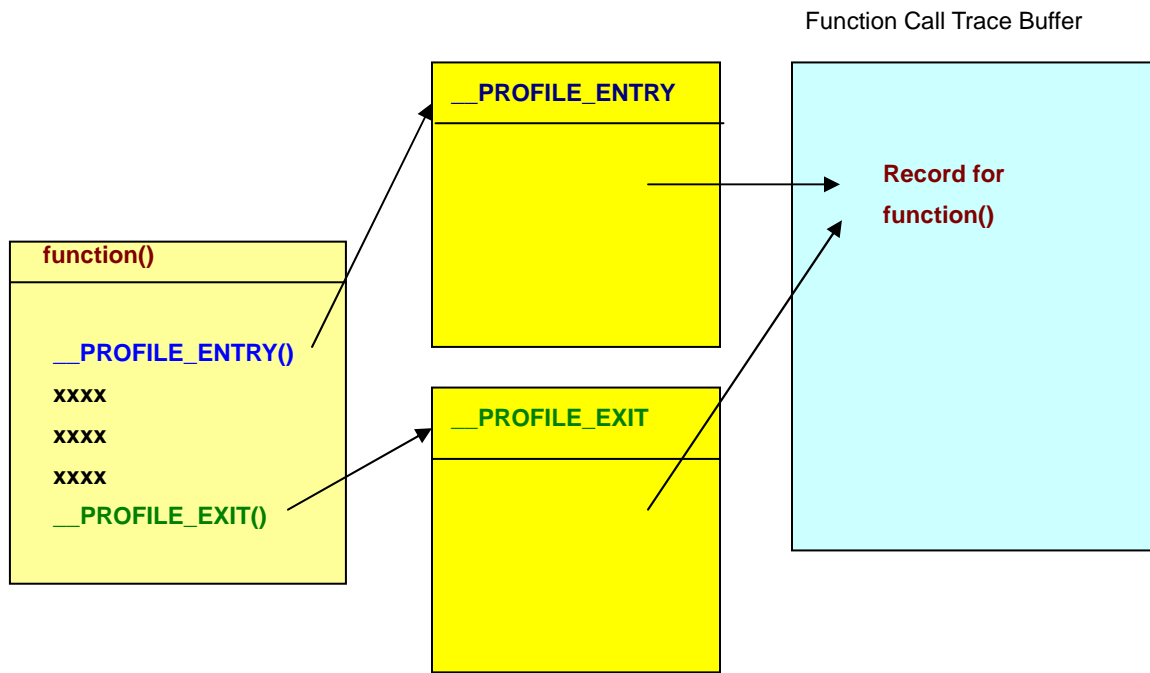 Function Call Trace Buffer
__PROFILE_ENTRY
Record for
function()
function()
__PROFILE_ENTRY()
xxxx
xxxx
xxxx
__PROFILE_EXIT()
__PROFILE_EXIT